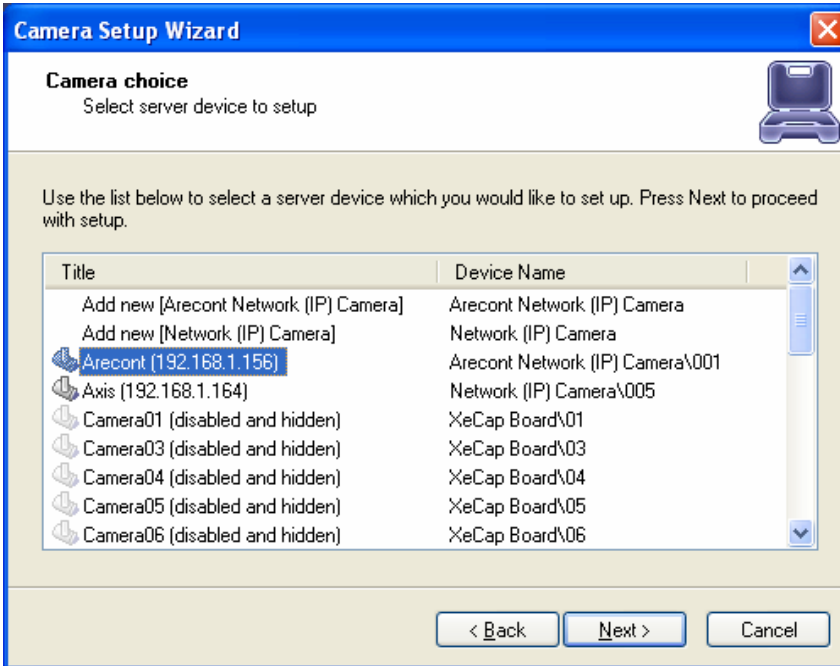 Camera Setup Wizard
Camera choice
Select server device to setup
Use the list below to select a server device which you would like to set up. Press Next to proceed
with setup.
Title Device Name
Add new [Arecont Network (IP) Camera] Arecont Network (IP) Camera
Add new [Network (IP) Camera] Network (IP) Camera
Arecont (192.168.1.156) Arecont Network (IP) Camera\001
Axis (192.168.1.164) Network (IP) Camera\005
Camera01 (disabled and hidden) XeCap Board\01
Camera03 (disabled and hidden) XeCap Board\03
Camera04 (disabled and hidden) XeCap Board\04
Camera05 (disabled and hidden) XeCap Board\05
Camera06 (disabled and hidden) XeCap Board\06
< Back Next > Cancel